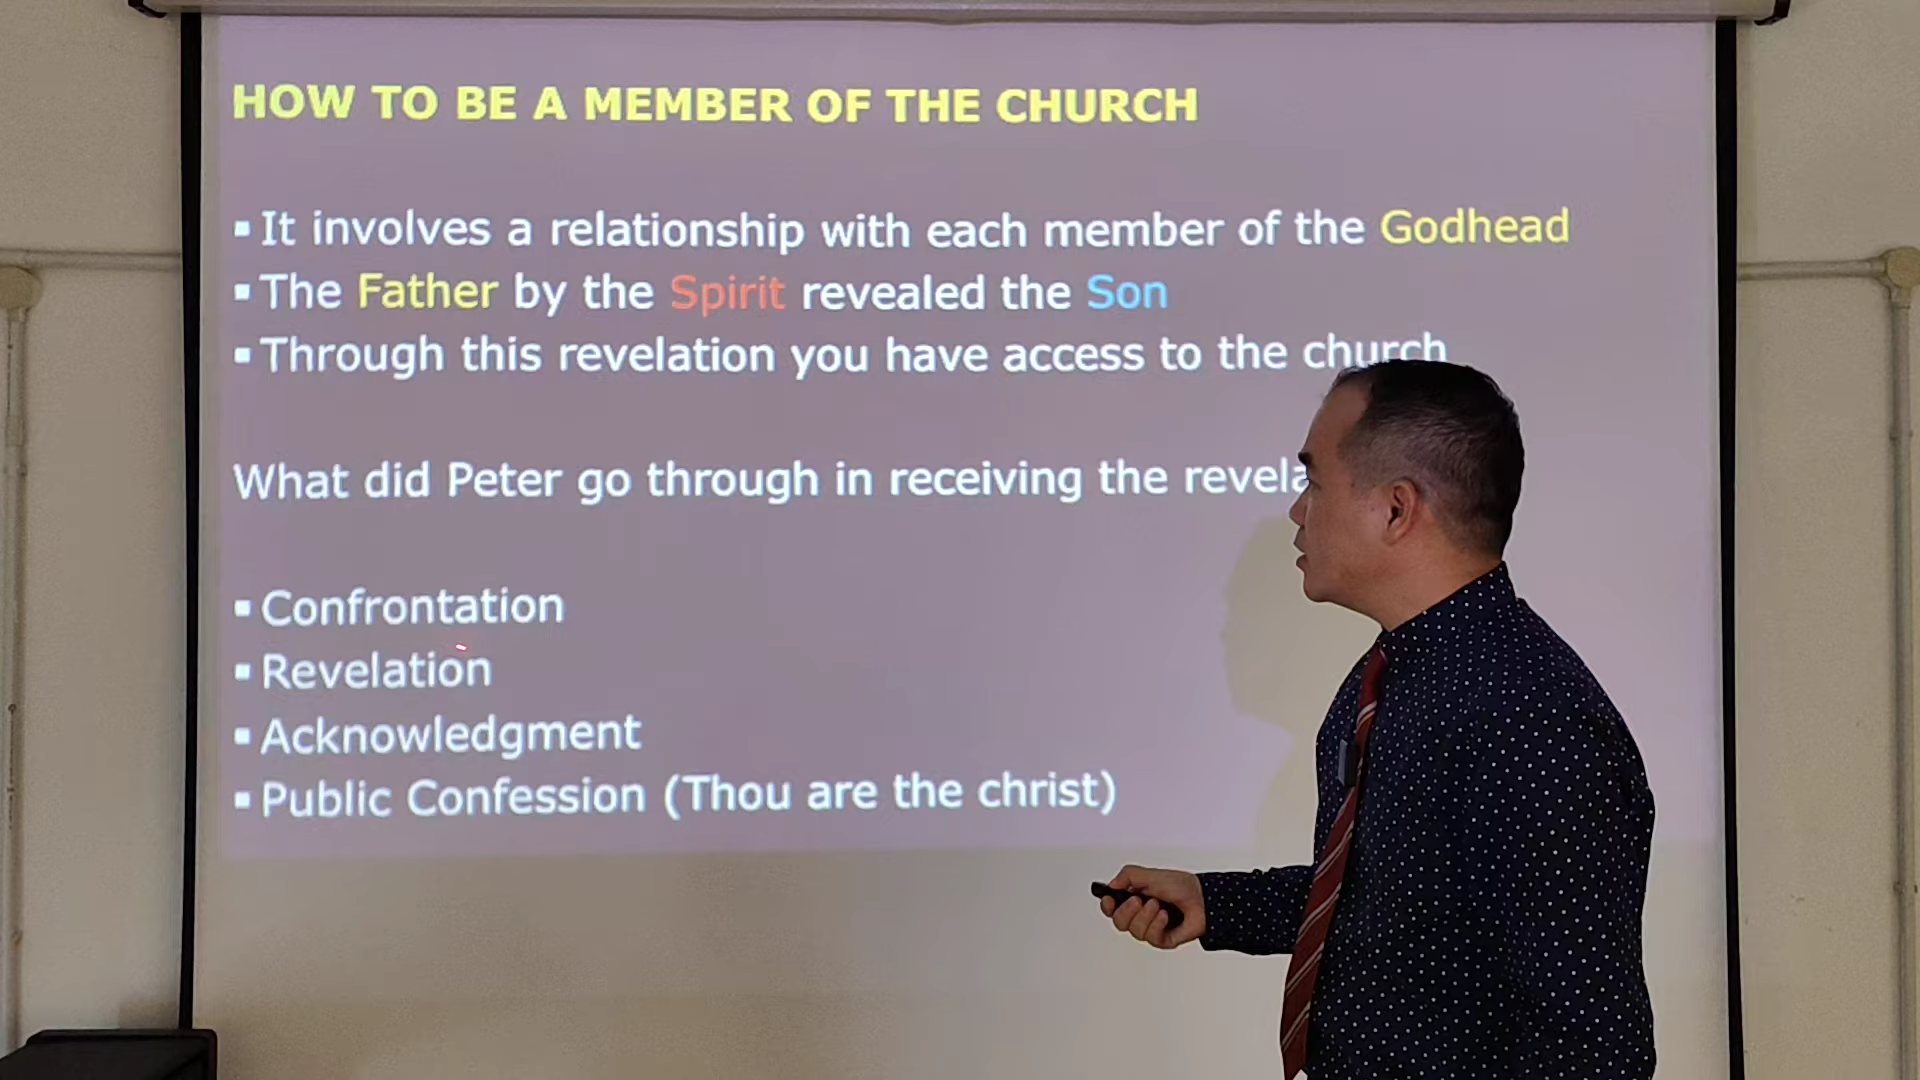 HOW TO BE A MEMBER OF THE CHURCH
▪ It involves a relationship with each member of the Godhead
▪ The Father by the Spirit revealed the Son
▪ Through this revelation you have access to the church
What did Peter go through in receiving the
▪ Confrontation
▪ Revelation
▪ Acknowledgment
▪ Public Confession (Thou are the christ)